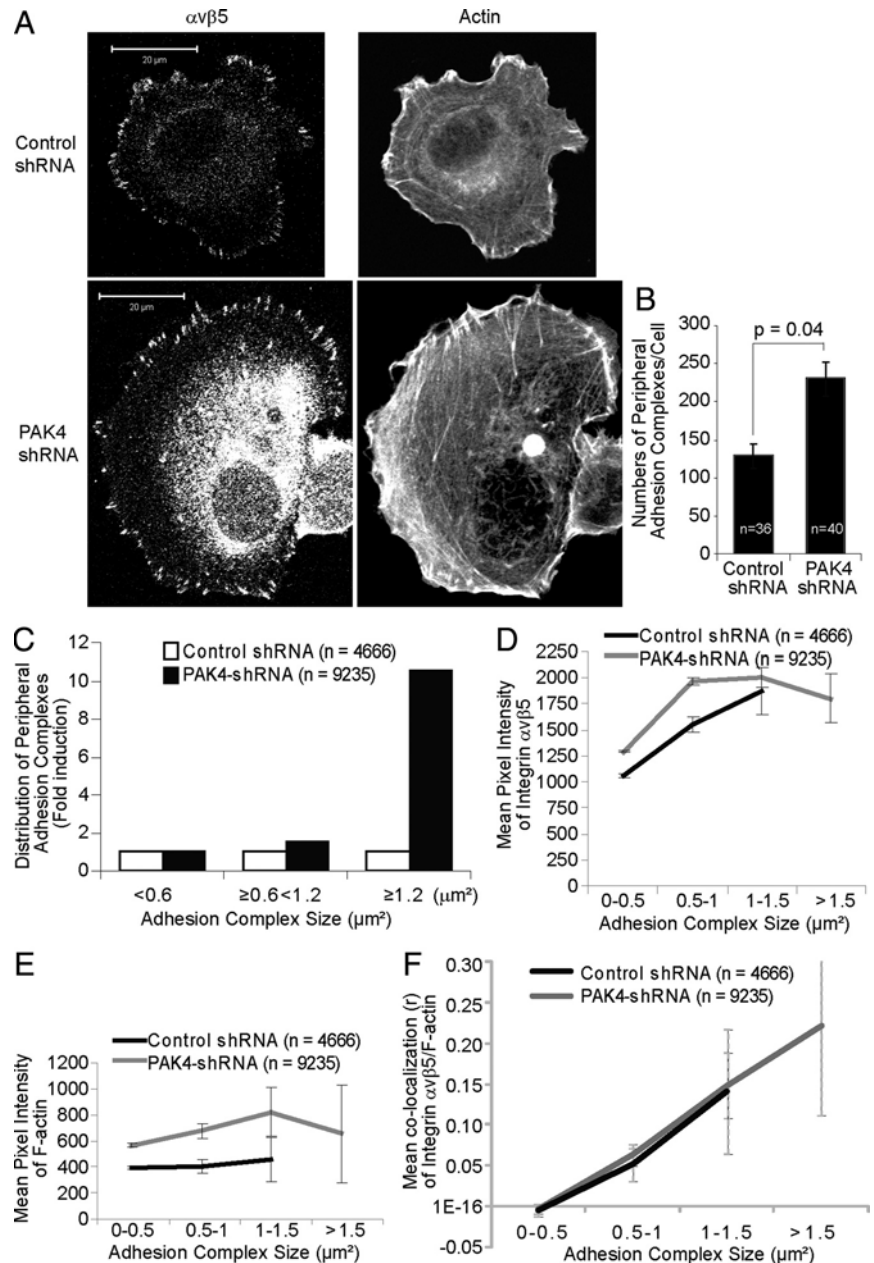 A
αvβ5
Actin
20 μm
Control
shRNA
20 μm
PAK4
shRNA
B
p = 0.04
300
250
200
150
100
50
0
Numbers of Peripheral
Adhesion Complexes/Cell
n=36
n=40
Control
shRNA
PAK4
shRNA
C
Control shRNA (n = 4666)
PAK4-shRNA (n = 9235)
12
10
8
6
4
2
0
Distribution of Peripheral
Adhesion Complexes
(Fold induction)
<0.6
≥0.6<1.2
≥1.2 (μm²)
Adhesion Complex Size (μm²)
D
Control shRNA (n = 4666)
PAK4-shRNA (n = 9235)
2250
2000
1750
1500
1250
1000
750
500
250
0
Mean Pixel Intensity
of Integrin αvβ5
0-0.5
0.5-1
1-1.5
> 1.5
Adhesion Complex Size (μm²)
E
Control shRNA (n = 4666)
PAK4-shRNA (n = 9235)
1200
1000
800
600
400
200
0
Mean Pixel Intensity
of F-actin
0-0.5
0.5-1
1-1.5
> 1.5
Adhesion Complex Size (μm²)
F
Control shRNA (n = 4666)
PAK4-shRNA (n = 9235)
0.30
0.25
0.20
0.15
0.10
0.05
1E-16
-0.05
Mean co-localization (r)
of Integrin αvβ5/F-actin
0-0.5
0.5-1
1-1.5
> 1.5
Adhesion Complex Size (μm²)